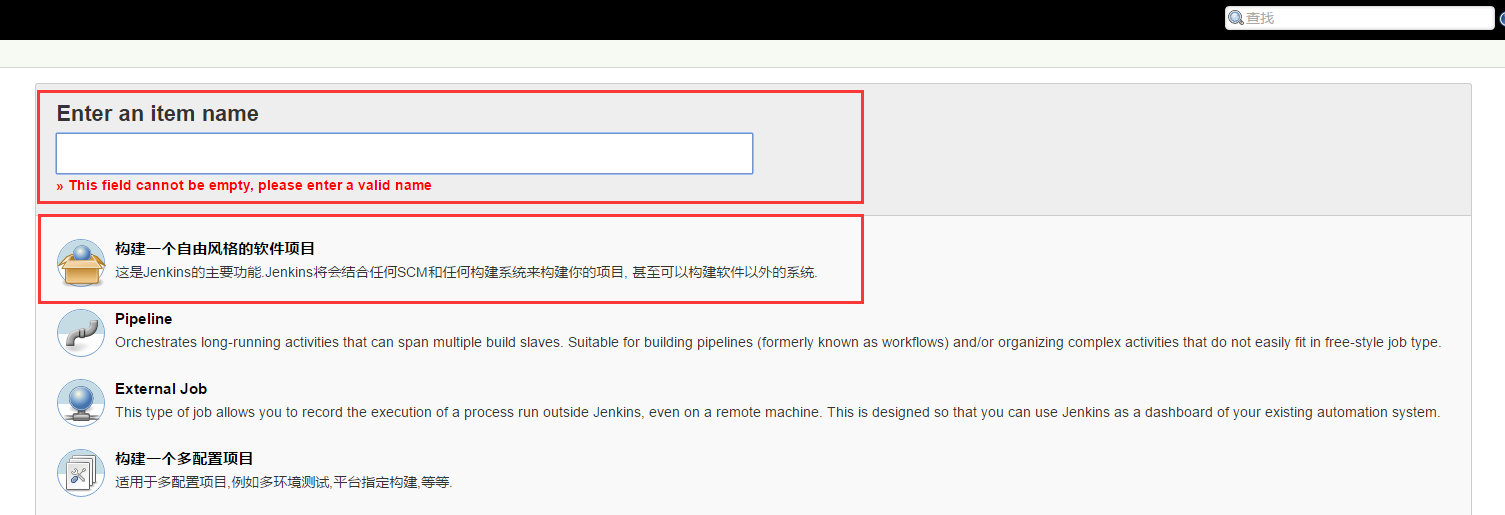 查找
Enter an item name
» This field cannot be empty, please enter a valid name
构建一个自由风格的软件项目
这是Jenkins的主要功能.Jenkins将会结合任何SCM和任何构建系统来构建你的项目, 甚至可以构建软件以外的系统.
Pipeline
Orchestrates long-running activities that can span multiple build slaves. Suitable for building pipelines (formerly known as workflows) and/or organizing complex activities that do not easily fit in free-style job type.
External Job
This type of job allows you to record the execution of a process run outside Jenkins, even on a remote machine. This is designed so that you can use Jenkins as a dashboard of your existing automation system.
构建一个多配置项目
适用于多配置项目,例如多环境测试,平台指定构建,等等.